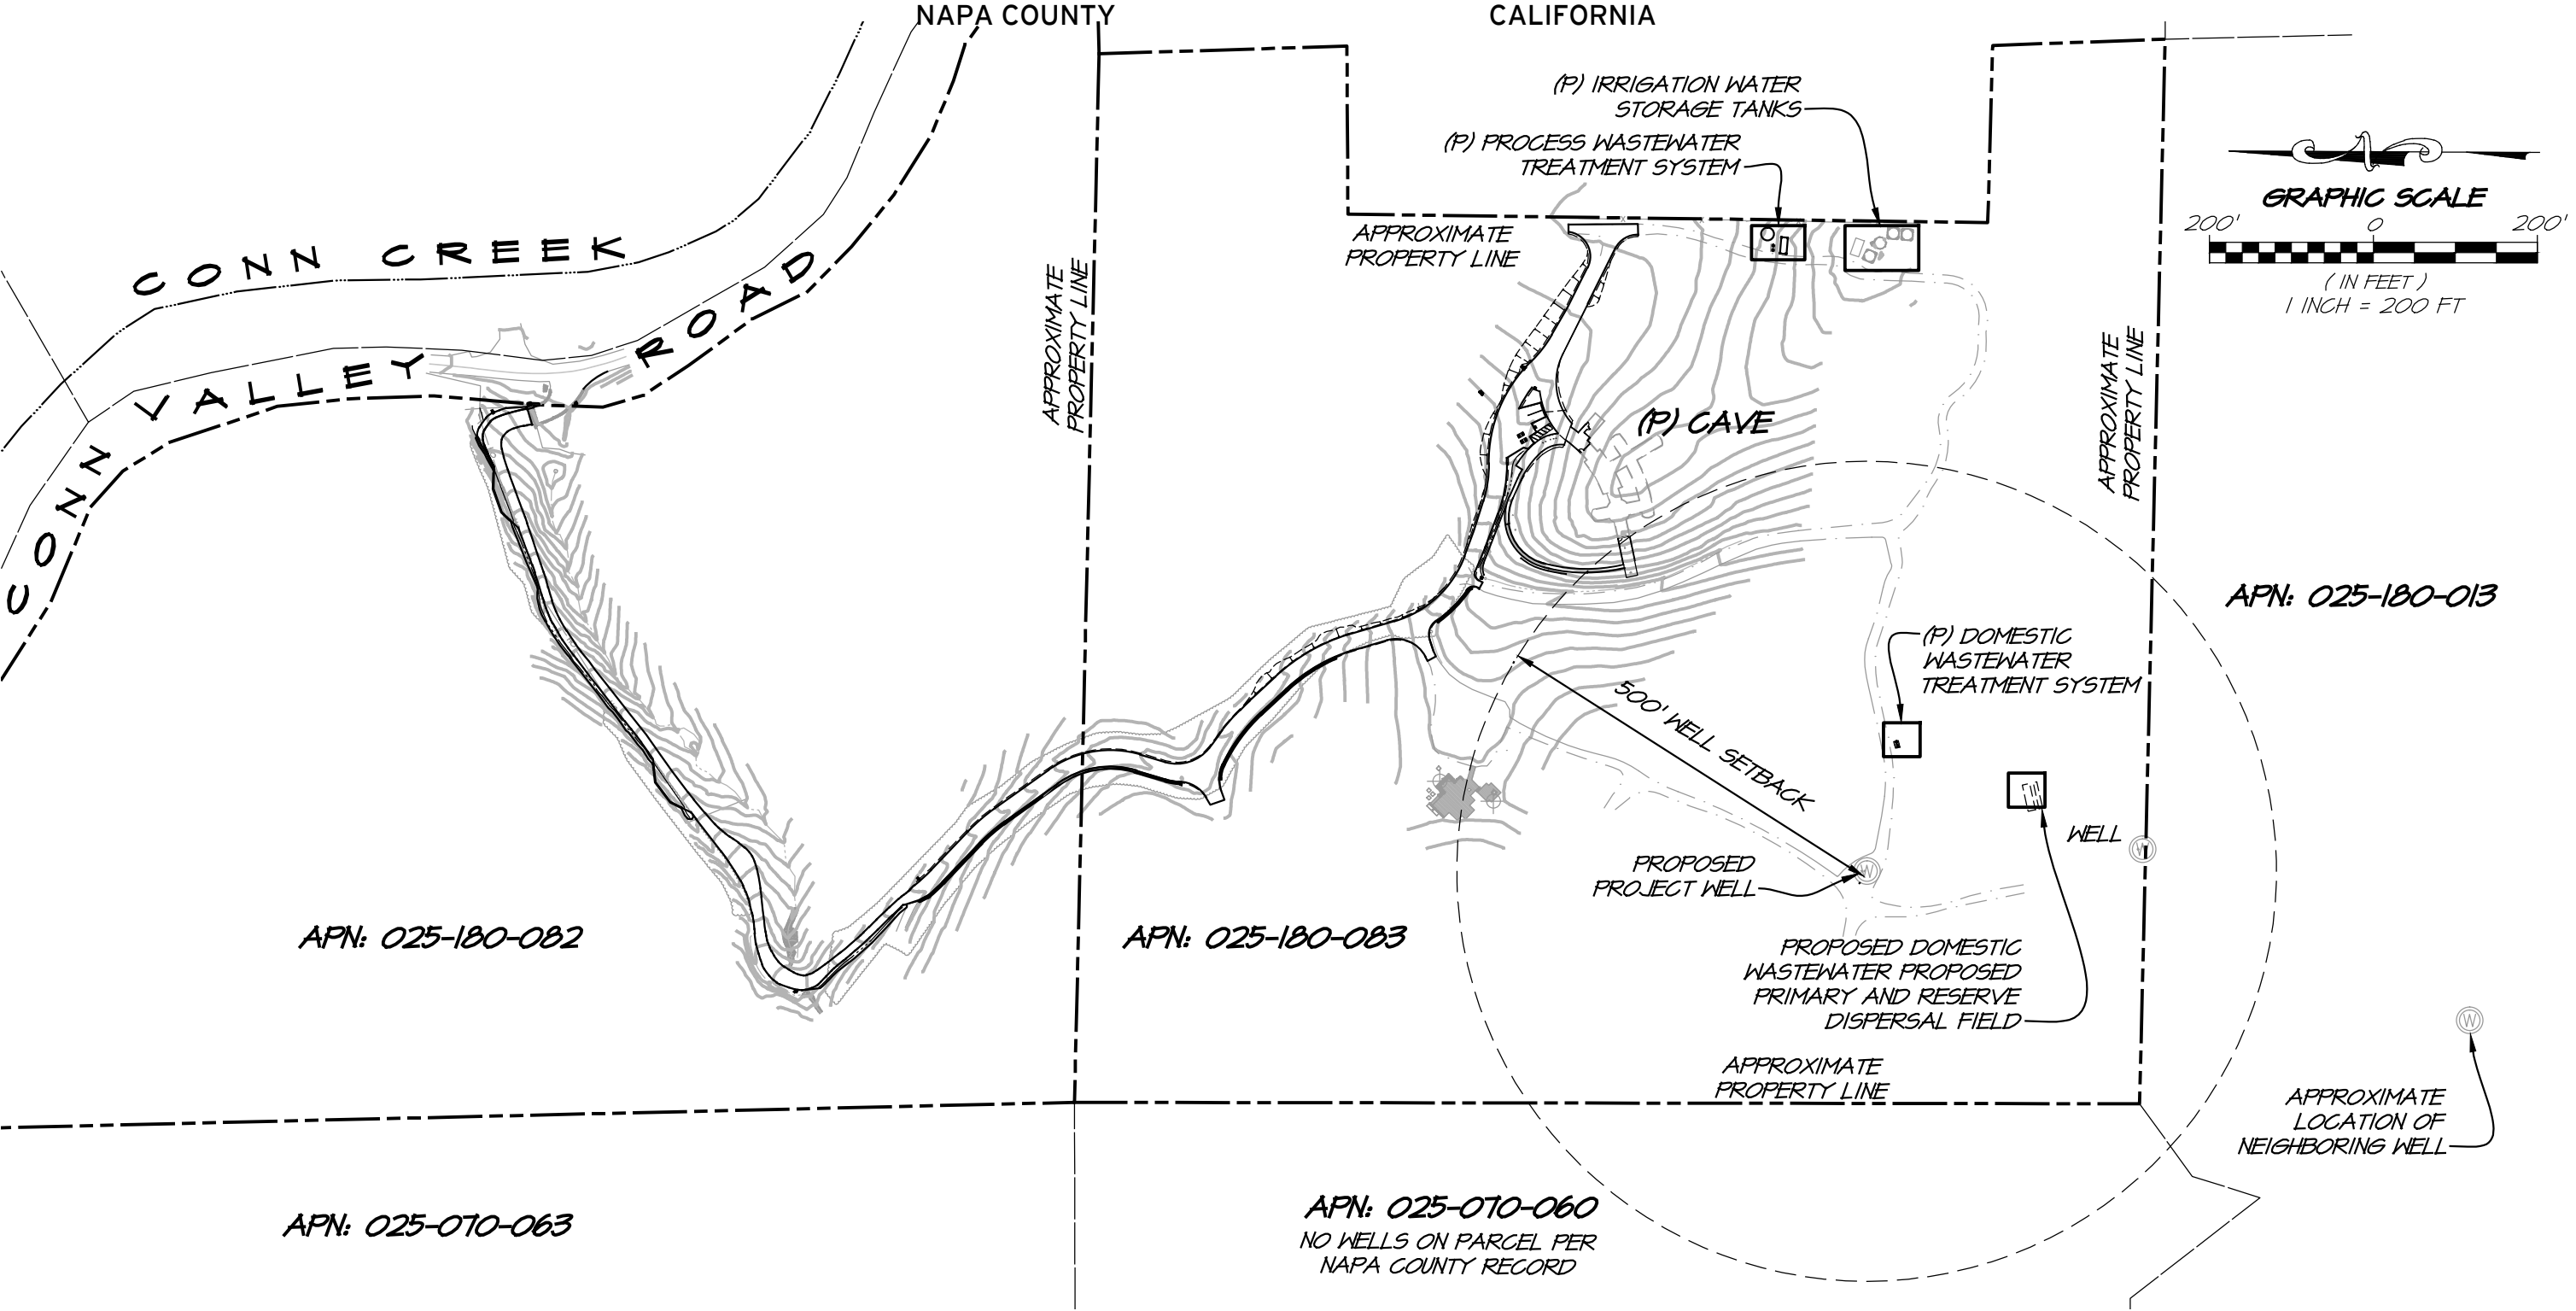 NAPA COUNTY
CALIFORNIA
(P) IRRIGATION WATER
STORAGE TANKS
(P) PROCESS WASTEWATER
TREATMENT SYSTEM
GRAPHIC SCALE
200' 0 200'
( IN FEET )
1 INCH = 200 FT
CONN CREEK
CONN VALLEY ROAD
APPROXIMATE
PROPERTY LINE
APPROXIMATE
PROPERTY LINE
APPROXIMATE
PROPERTY LINE
(P) CAVE
APN: 025-180-013
(P) DOMESTIC
WASTEWATER
TREATMENT SYSTEM
500' WELL SETBACK
WELL
W
PROPOSED
PROJECT WELL
W
APN: 025-180-082
APN: 025-180-083
PROPOSED DOMESTIC
WASTEWATER PROPOSED
PRIMARY AND RESERVE
DISPERSAL FIELD
W
APPROXIMATE
PROPERTY LINE
APPROXIMATE
LOCATION OF
NEIGHBORING WELL
APN: 025-070-063
APN: 025-070-060
NO WELLS ON PARCEL PER
NAPA COUNTY RECORD